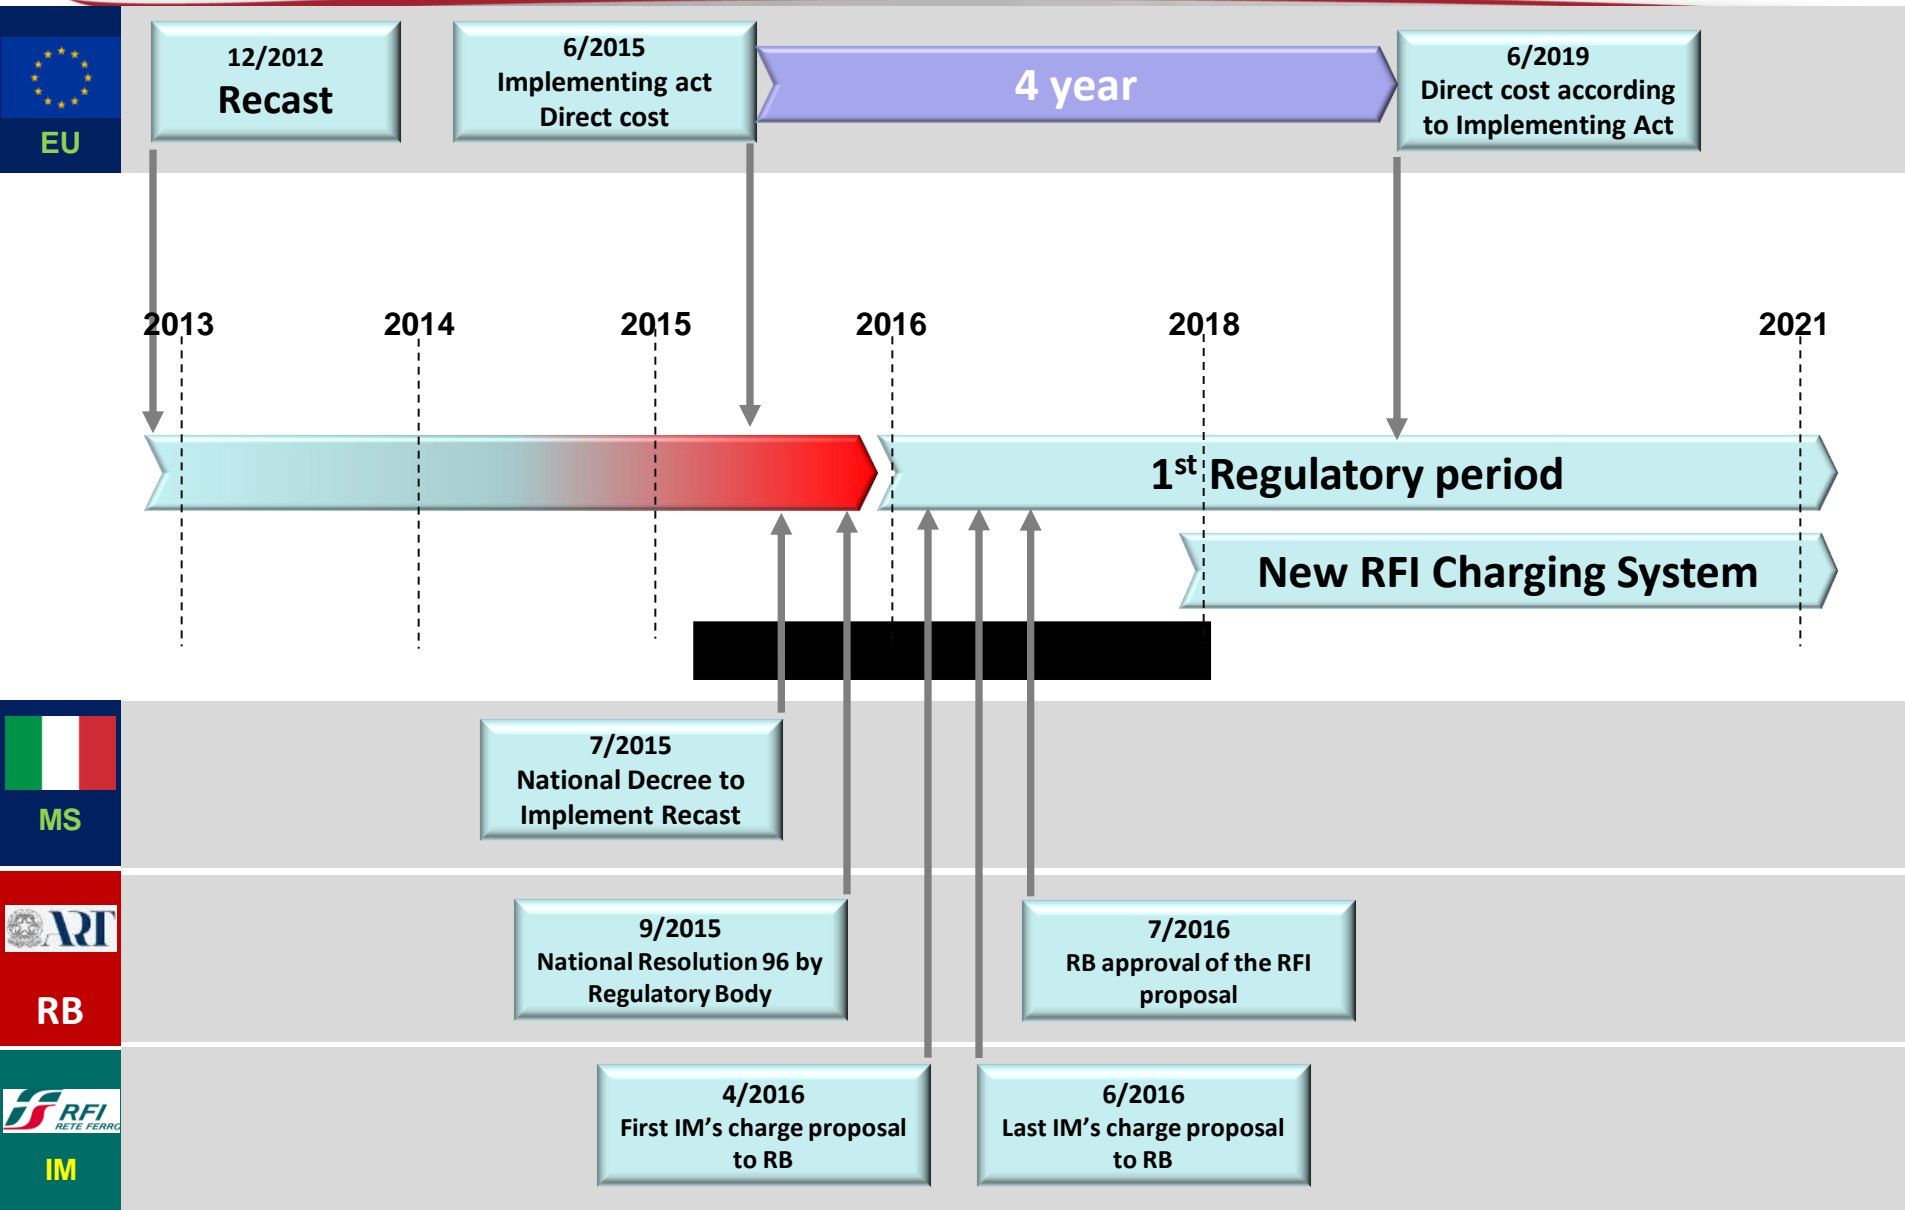 12/2012
Recast
6/2015
Implementing act
Direct cost
4 year
6/2019
Direct cost according
to Implementing Act
EU
2013
2014
2015
2016
2018
2021
1st Regulatory period
New RFI Charging System
7/2015
National Decree to
Implement Recast
MS
ART
9/2015
National Resolution 96 by
Regulatory Body
7/2016
RB approval of the RFI
proposal
RB
4/2016
First IM's charge proposal
to RB
6/2016
Last IM's charge proposal
to RB
RFI
RETE FERRO
IM